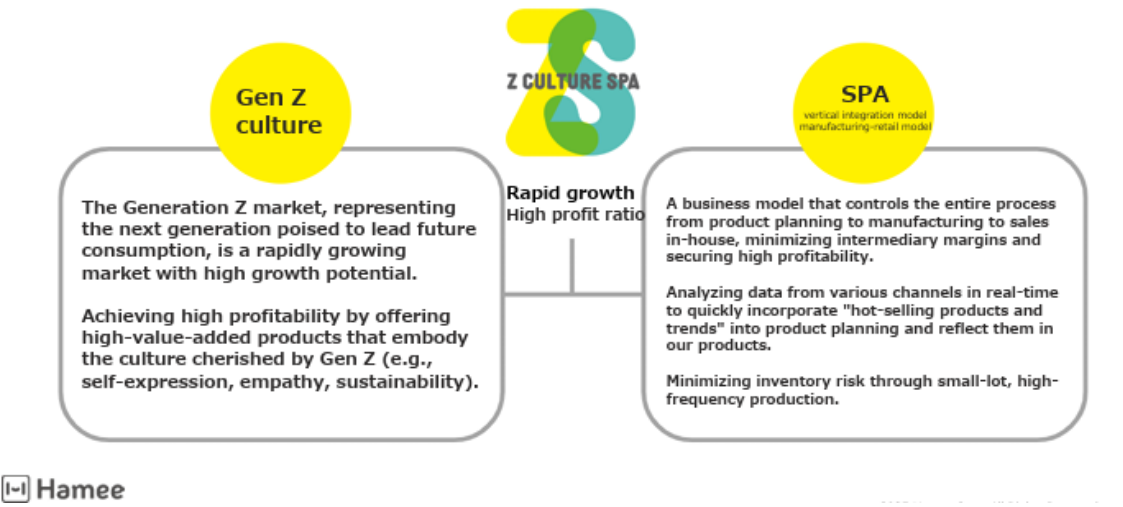 Z CULTURE SPA
Gen Z
culture
The Generation Z market, representing
the next generation poised to lead future
consumption, is a rapidly growing
market with high growth potential.
Achieving high profitability by offering
high-value-added products that embody
the culture cherished by Gen Z (e.g.,
self-expression, empathy, sustainability).
Rapid growth
High profit ratio
SPA
vertical integration model
manufacturing-retail model
A business model that controls the entire process
from product planning to manufacturing to sales
in-house, minimizing intermediary margins and
securing high profitability.
Analyzing data from various channels in real-time
to quickly incorporate "hot-selling products and
trends" into product planning and reflect them in
our products.
Minimizing inventory risk through small-lot, high-
frequency production.
Hamee